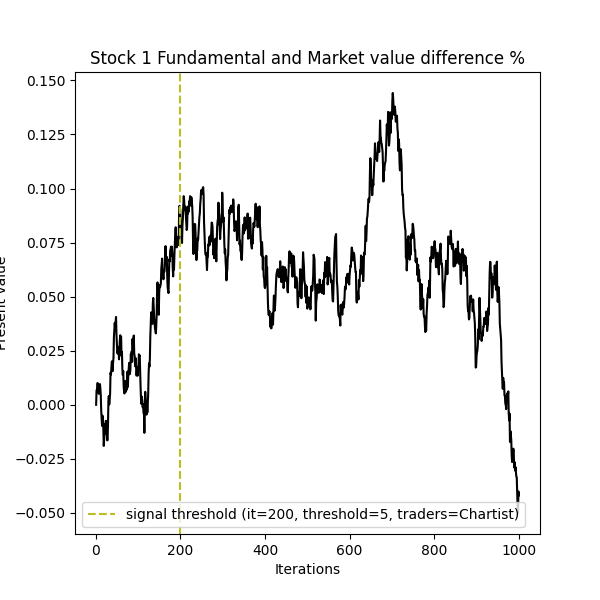 Stock 1 Fundamental and Market value difference %
0.150
0.125
0.100
0.075
0.050
0.025
0.000
−0.025
−0.050
Present value
signal threshold (it=200, threshold=5, traders=Chartist)
0 200 400 600 800 1000
Iterations